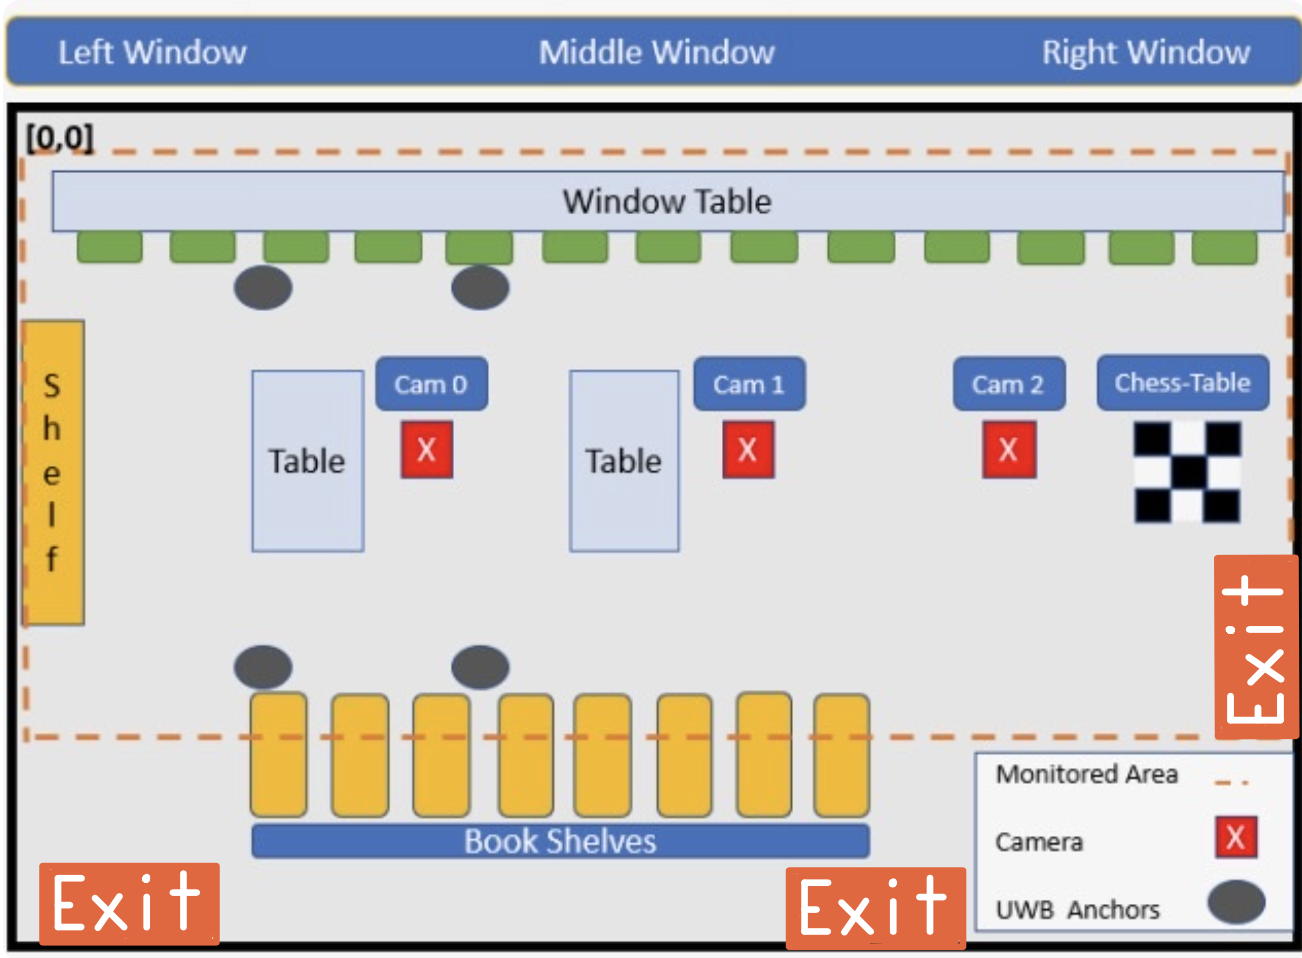 Left Window Middle Window Right Window
[0,0]
Window Table
Shelf
Cam 0
Cam 1
Cam 2
Chess-Table
X
X
X
Table
Table
Exit
Book Shelves
Monitored Area
Camera X
UWB Anchors
Exit
Exit